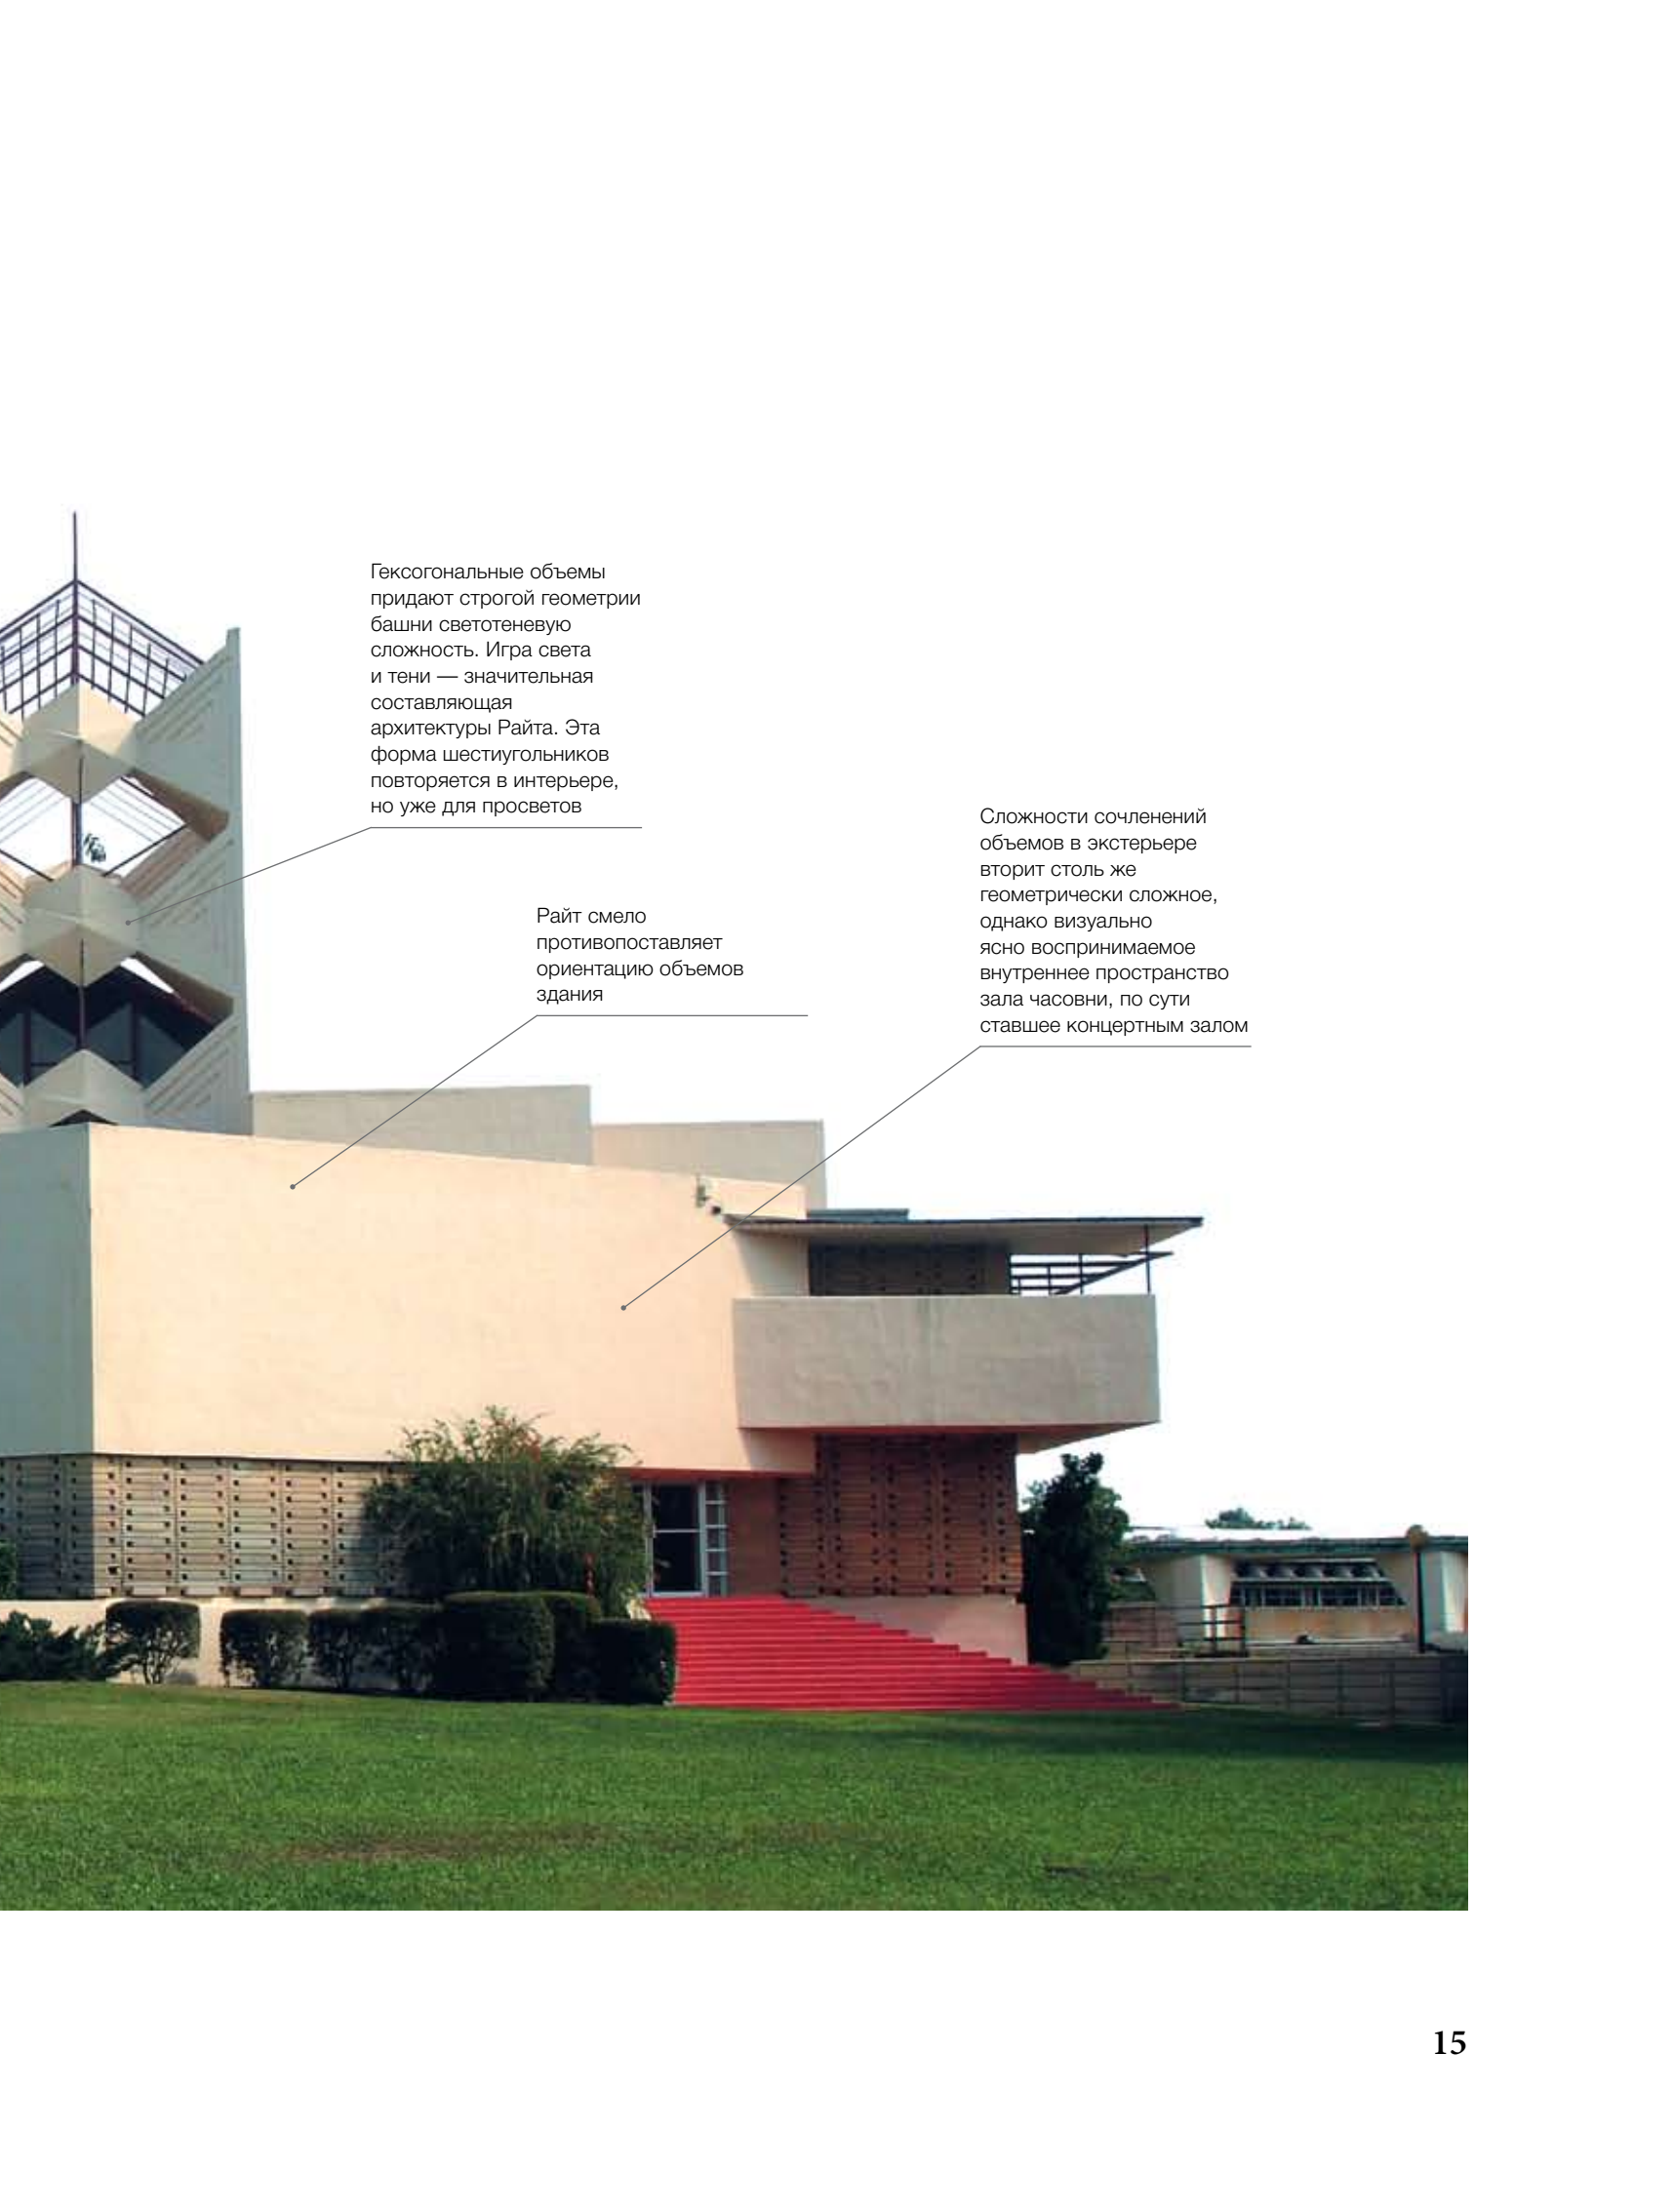 Гексогональные объемы
придают строгой геометрии
башни светотеневую
сложность. Игра света
и тени — значительная
составляющая
архитектуры Райта. Эта
форма шестиугольников
повторяется в интерьере,
но уже для просветов
Райт смело
противопоставляет
ориентацию объемов
здания
Сложности сочленений
объемов в экстерьере
вторит столь же
геометрически сложное,
однако визуально
ясно воспринимаемое
внутреннее пространство
зала часовни, по сути
ставшее концертным залом
15